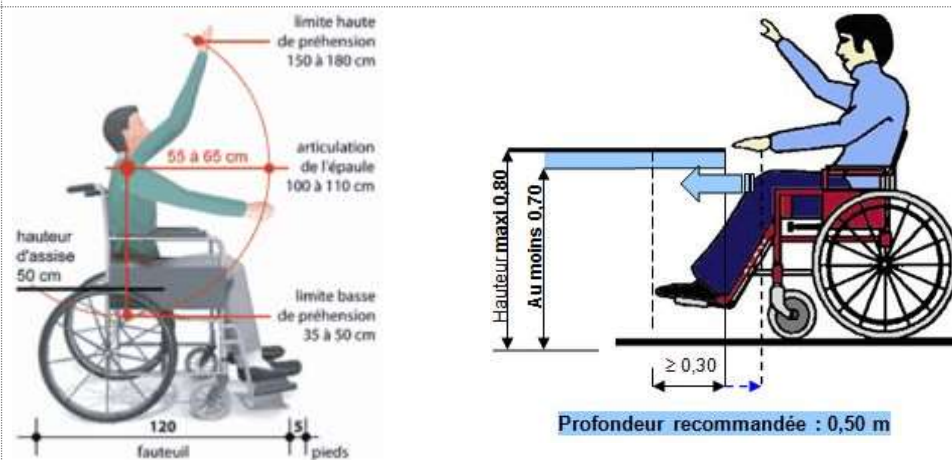 limite haute
de préhension
150 à 180 cm
55 à 65 cm
articulation
de l'épaule
100 à 110 cm
hauteur
d'assise
50 cm
limite basse
de préhension
35 à 50 cm
120
5
fauteuil
pieds
Hauteur maxi 0,80
Au moins 0,70
≥ 0,30
Profondeur recommandée : 0,50 m